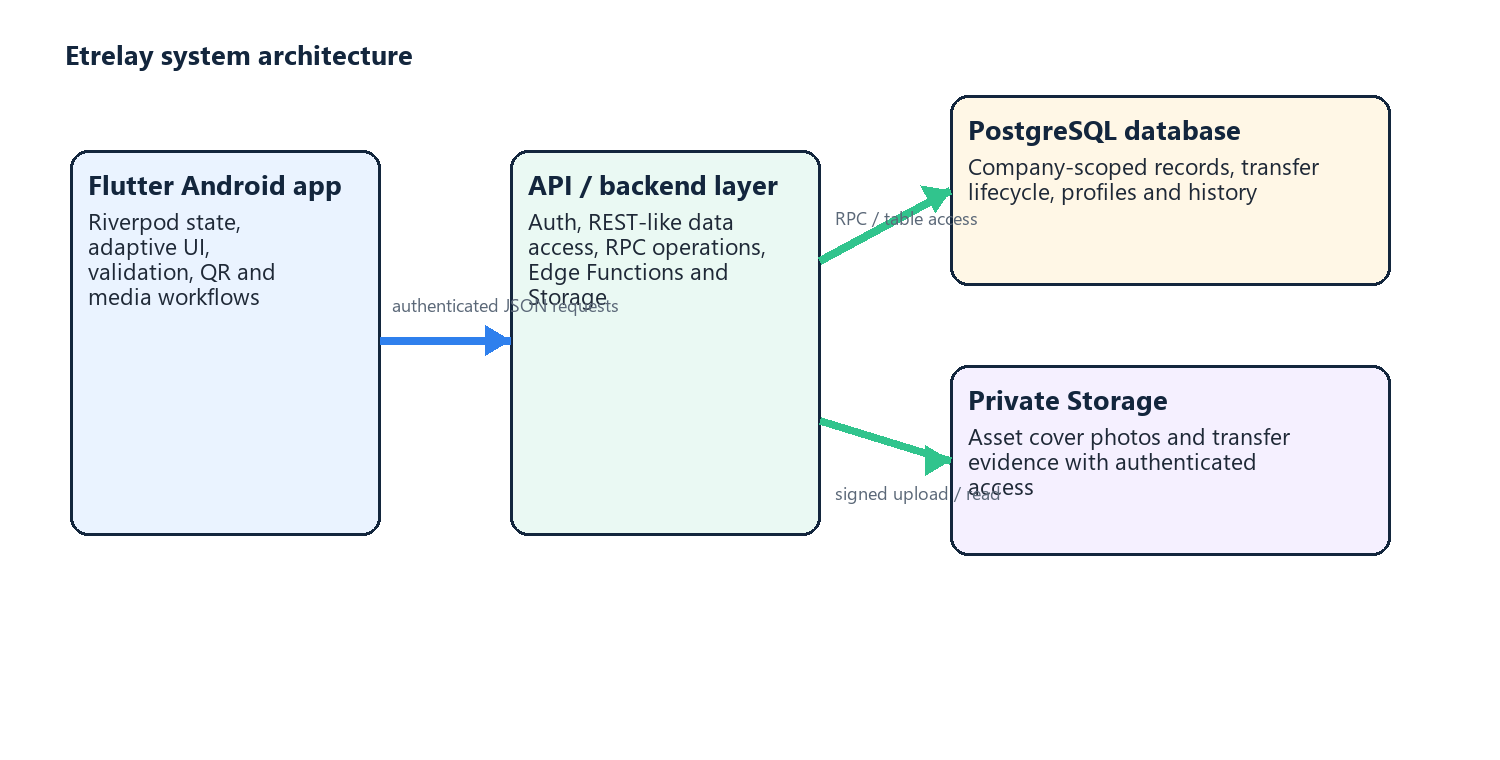 Etrelay system architecture
Flutter Android app
Riverpod state,
adaptive UI,
validation, QR and
media workflows
authenticated JSON requests
API / backend layer
Auth, REST-like data
access, RPC operations,
Edge Functions and
Storage
RPC / table access
signed upload / read
PostgreSQL database
Company-scoped records, transfer
lifecycle, profiles and history
Private Storage
Asset cover photos and transfer
evidence with authenticated
access